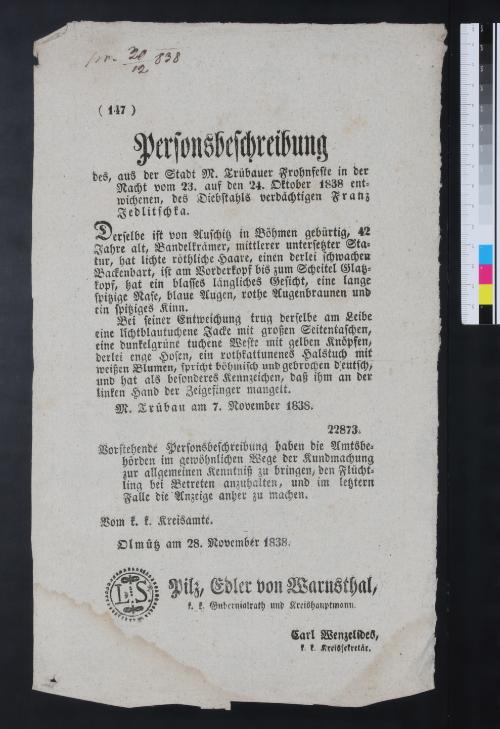 pr. 20/12 838
( 147 )
Personsbeschreibung
des, aus der Stadt M. Trübauer Frohnfeste in der
Nacht vom 23. auf den 24. Oktober 1838 ent-
wichenen, des Diebstahls verdächtigen Franz
Jedlitschka.
Derselbe ist von Auschitz in Böhmen gebürtig, 42
Jahre alt, Bandelkrämer, mittlerer untersetzter Sta-
tur, hat lichte röthliche Haare, einen derlei schwachen
Backenbart, ist am Vorderkopf bis zum Scheitel Glatz-
kopf, hat ein blasses längliches Gesicht, eine lange
spitzige Nase, blaue Augen, rothe Augenbraunen und
ein spitziges Kinn.
Bei seiner Entweichung trug derselbe am Leibe
eine lichtblautuchene Jacke mit großen Seitentaschen,
eine dunkelgrüne tuchene Weste mit gelben Knöpfen,
derlei enge Hosen, ein rothkattunenes Halstuch mit
weißen Blumen, spricht böhmisch und gebrochen deutsch,
und hat als besonderes Kennzeichen, daß ihm an der
linken Hand der Zeigefinger mangelt.
M. Trübau am 7. November 1838.
22873.
Vorstehende Personsbeschreibung haben die Amtsbe-
hörden im gewöhnlichen Wege der Kundmachung
zur allgemeinen Kenntniß zu bringen, den Flücht-
ling bei Betreten anzuhalten, und im letztern
Falle die Anzeige anher zu machen.
Vom k. k. Kreisamte.
Olmütz am 28. November 1838.
L.S
Pilz, Edler von Warnsthal,
k. k. Gubernialrath und Kreishauptmann.
Carl Wenzelides,
k. k. Kreissekretär.